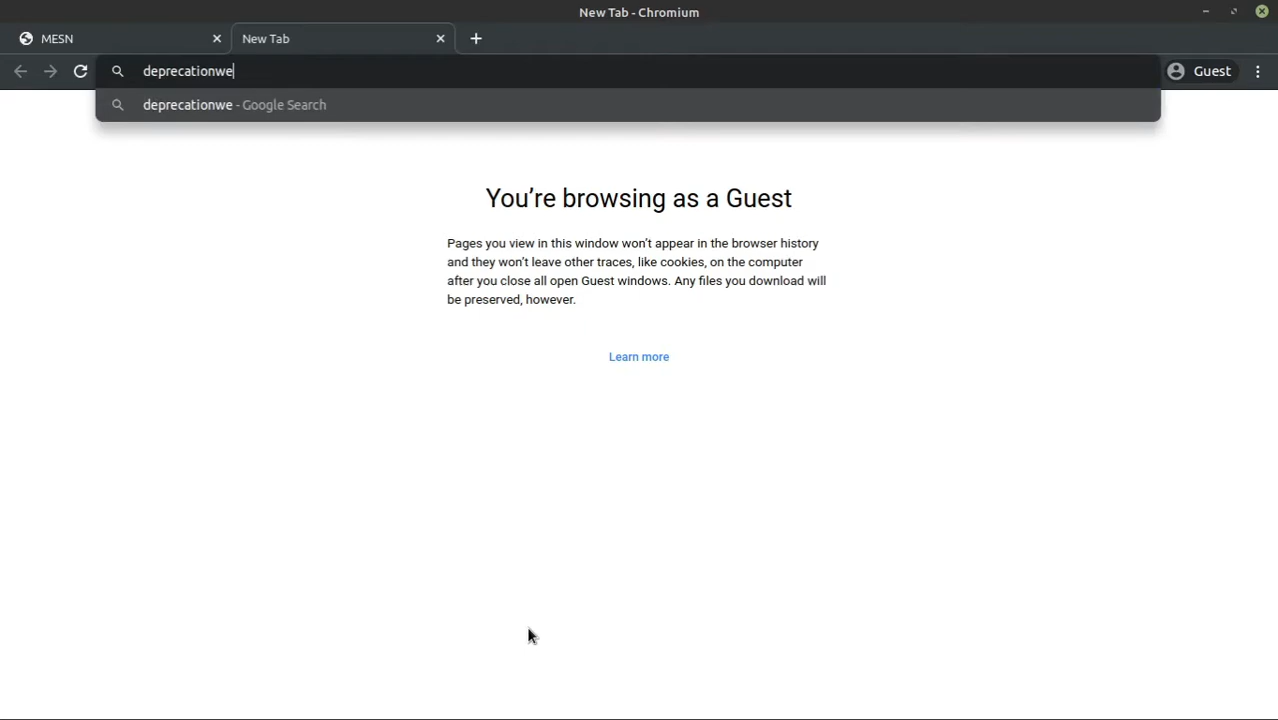 New Tab - Chromium
MESN
New Tab
deprecationwe
Guest
deprecationwe - Google Search
You’re browsing as a Guest
Pages you view in this window won’t appear in the browser history
and they won’t leave other traces, like cookies, on the computer
after you close all open Guest windows. Any files you download will
be preserved, however.
Learn more